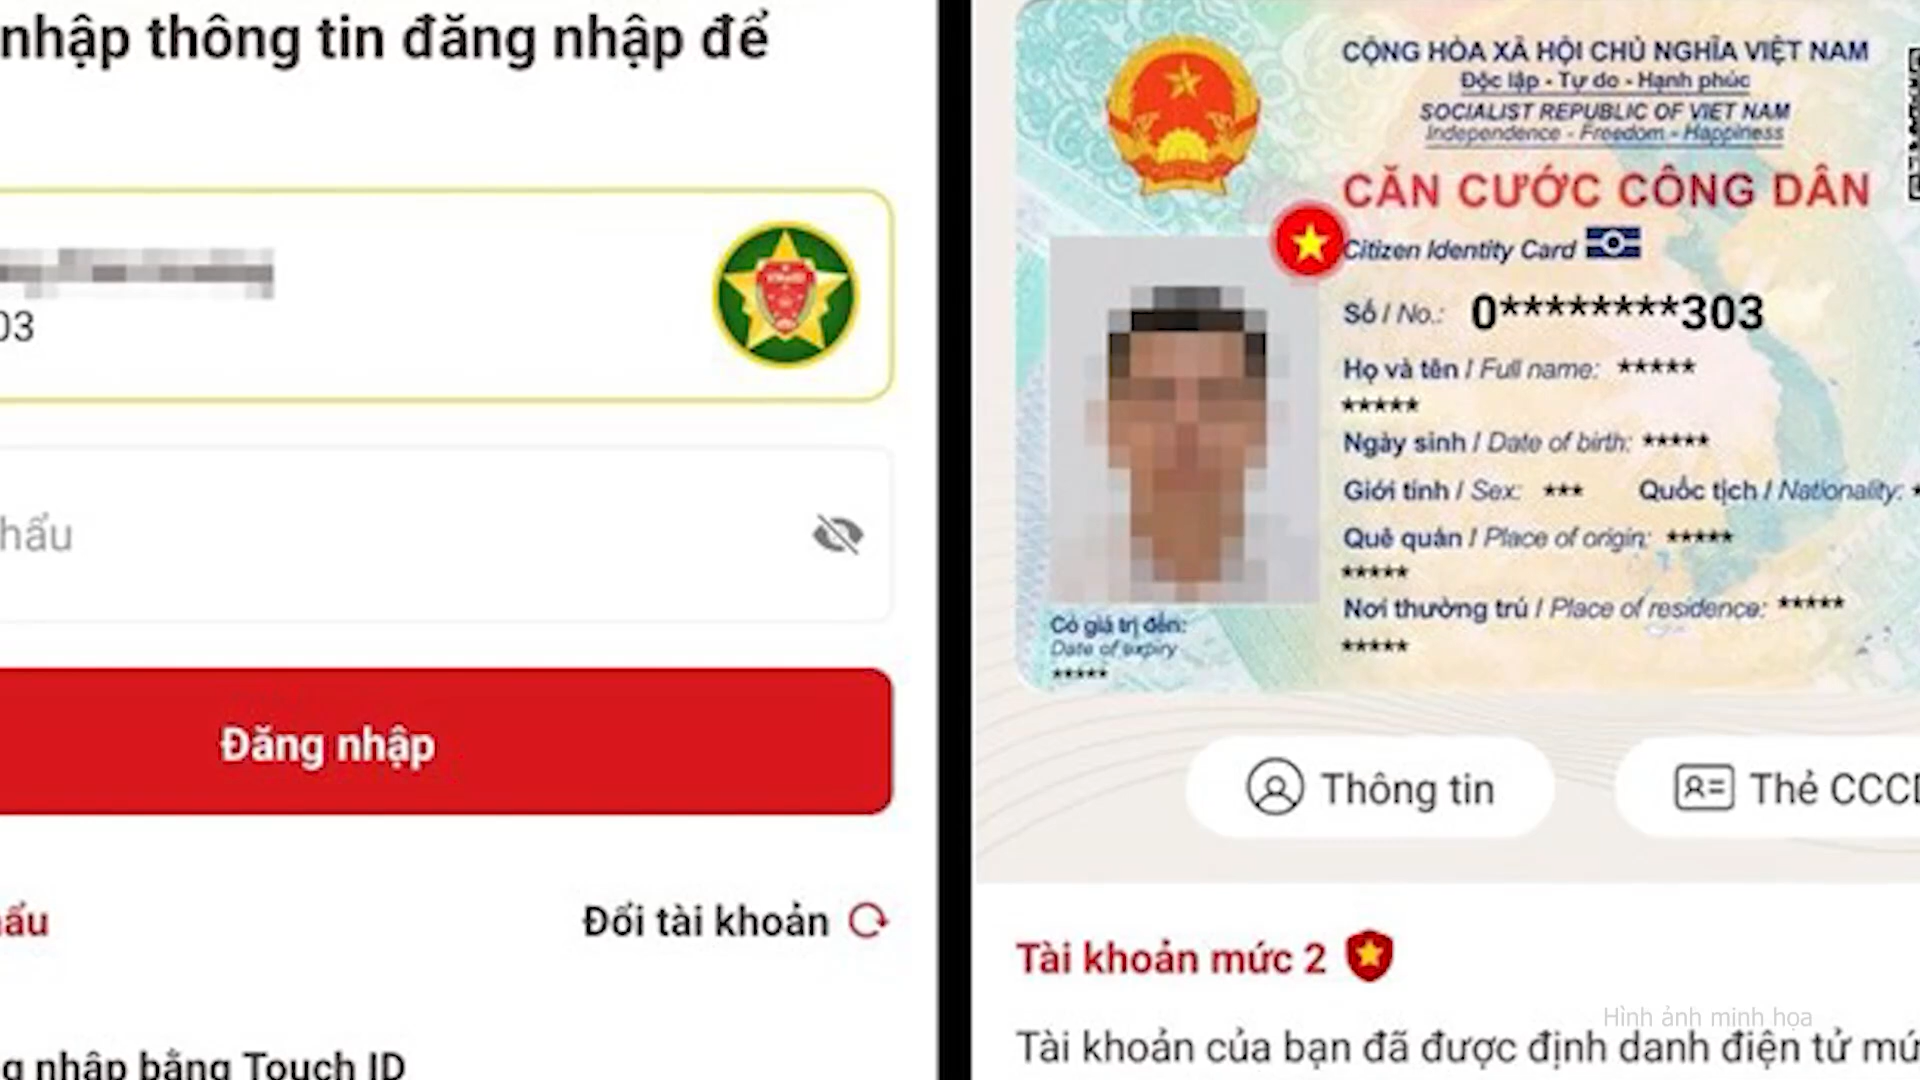 nhập thông tin đăng nhập để
03
hẩu
Đăng nhập
ẩu
Đổi tài khoản
g nhập bằng Touch ID
CỘNG HÒA XÃ HỘI CHỦ NGHĨA VIỆT NAM
Độc lập - Tự do - Hạnh phúc
SOCIALIST REPUBLIC OF VIET NAM
Independence - Freedom - Happiness
CĂN CƯỚC CÔNG DÂN
Citizen Identity Card
Số / No.: 0********303
Họ và tên / Full name: *****
*****
Ngày sinh / Date of birth: *****
Giới tính / Sex: *** Quốc tịch / Nationality: *
Quê quán / Place of origin: *****
*****
Nơi thường trú / Place of residence: *****
*****
Có giá trị đến:
Date of expiry
*****
Thông tin
Thẻ CCCD
Tài khoản mức 2
Hình ảnh minh họa
Tài khoản của bạn đã được định danh điện tử mứ